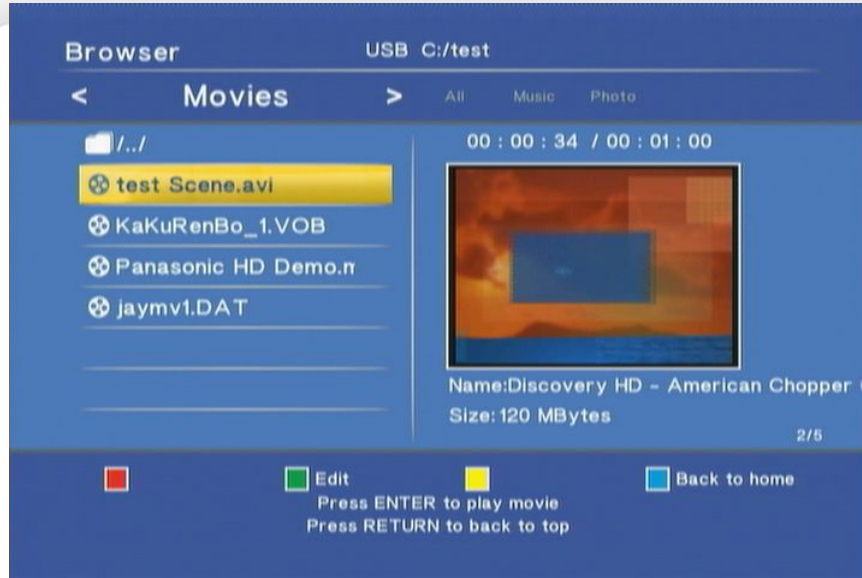 Browser USB C:/test
< Movies > All Music Photo
/../
test Scene.avi
KaKuRenBo_1.VOB
Panasonic HD Demo.m
jaymv1.DAT
00 : 00 : 34 / 00 : 01 : 00
Name:Discovery HD - American Chopper
Size:120 MBytes
2/5
Edit
Back to home
Press ENTER to play movie
Press RETURN to back to top